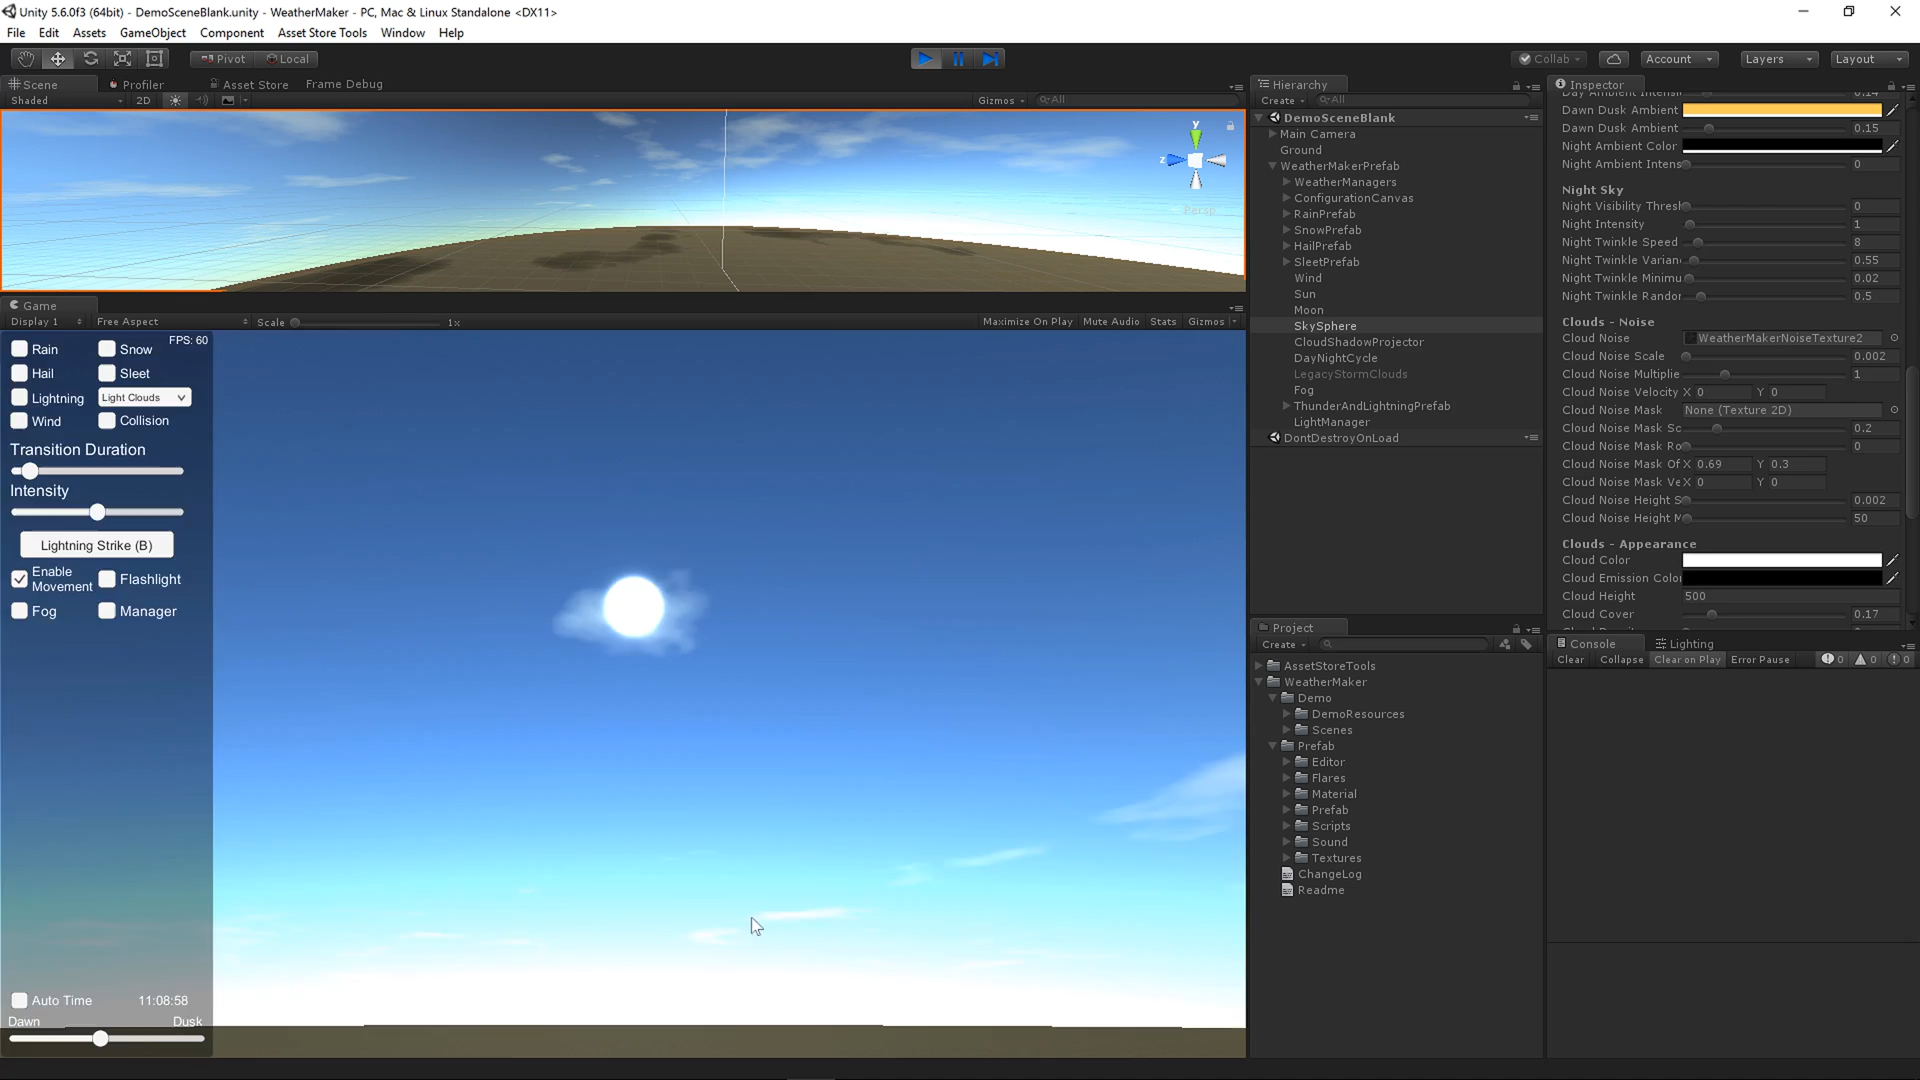 Unity 5.6.0f3 (64bit) - DemoSceneBlank.unity - WeatherMaker - PC, Mac & Linux Standalone <DX11>
File Edit Assets GameObject Component Asset Store Tools Window Help
Pivot Local Collab Account Layers Layout
Scene Profiler Asset Store Frame Debug
Shaded 2D Gizmos All
y
z
Persp
Game
Display 1 Free Aspect Scale 1x Maximize On Play Mute Audio Stats Gizmos
FPS: 60
Rain Snow
Hail Sleet
Lightning Light Clouds
Wind Collision
Transition Duration
Intensity
Lightning Strike (B)
Enable Movement Flashlight
Fog Manager
Auto Time 11:08:58
Dawn Dusk
Hierarchy
Create All
DemoSceneBlank
Main Camera
Ground
WeatherMakerPrefab
WeatherManagers
ConfigurationCanvas
RainPrefab
SnowPrefab
HailPrefab
SleetPrefab
Wind
Sun
Moon
SkySphere
CloudShadowProjector
DayNightCycle
LegacyStormClouds
Fog
ThunderAndLightningPrefab
LightManager
DontDestroyOnLoad
Project
Create
AssetStoreTools
WeatherMaker
Demo
DemoResources
Scenes
Prefab
Editor
Flares
Material
Prefab
Scripts
Sound
Textures
ChangeLog
Readme
Inspector
Day Ambient Intensi 0.14
Dawn Dusk Ambient
Dawn Dusk Ambient 0.15
Night Ambient Color
Night Ambient Intens 0
Night Sky
Night Visibility Thresl 0
Night Intensity 1
Night Twinkle Speed 8
Night Twinkle Varian 0.55
Night Twinkle Minimu 0.02
Night Twinkle Randor 0.5
Clouds - Noise
Cloud Noise WeatherMakerNoiseTexture2
Cloud Noise Scale 0.002
Cloud Noise Multiplie 1
Cloud Noise Velocity X 0 Y 0
Cloud Noise Mask None (Texture 2D)
Cloud Noise Mask Sc 0.2
Cloud Noise Mask Ro 0
Cloud Noise Mask Of X 0.69 Y 0.3
Cloud Noise Mask Ve X 0 Y 0
Cloud Noise Height S 0.002
Cloud Noise Height M 50
Clouds - Appearance
Cloud Color
Cloud Emission Color
Cloud Height 500
Cloud Cover 0.17
Console Lighting
Clear Collapse Clear on Play Error Pause 0 0 0